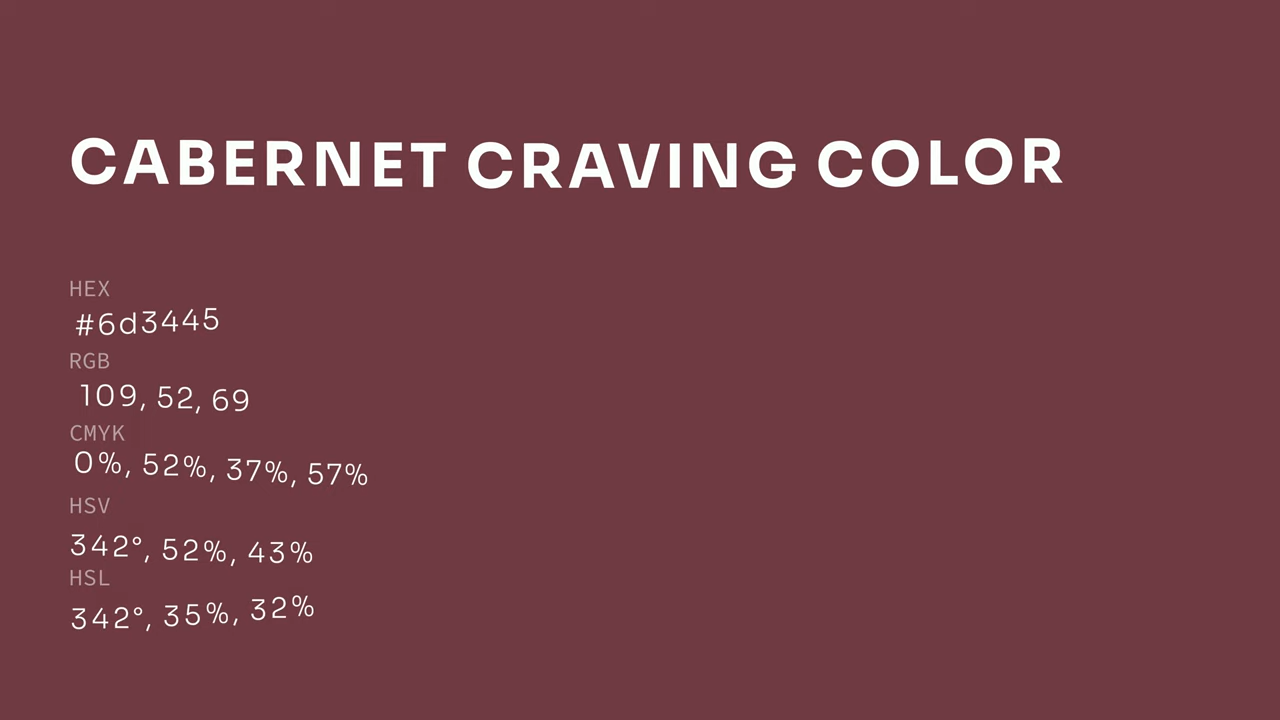 CABERNET CRAVING COLOR
HEX
#6d3445
RGB
109, 52, 69
CMYK
0%, 52%, 37%, 57%
HSV
342°, 52%, 43%
HSL
342°, 35%, 32%